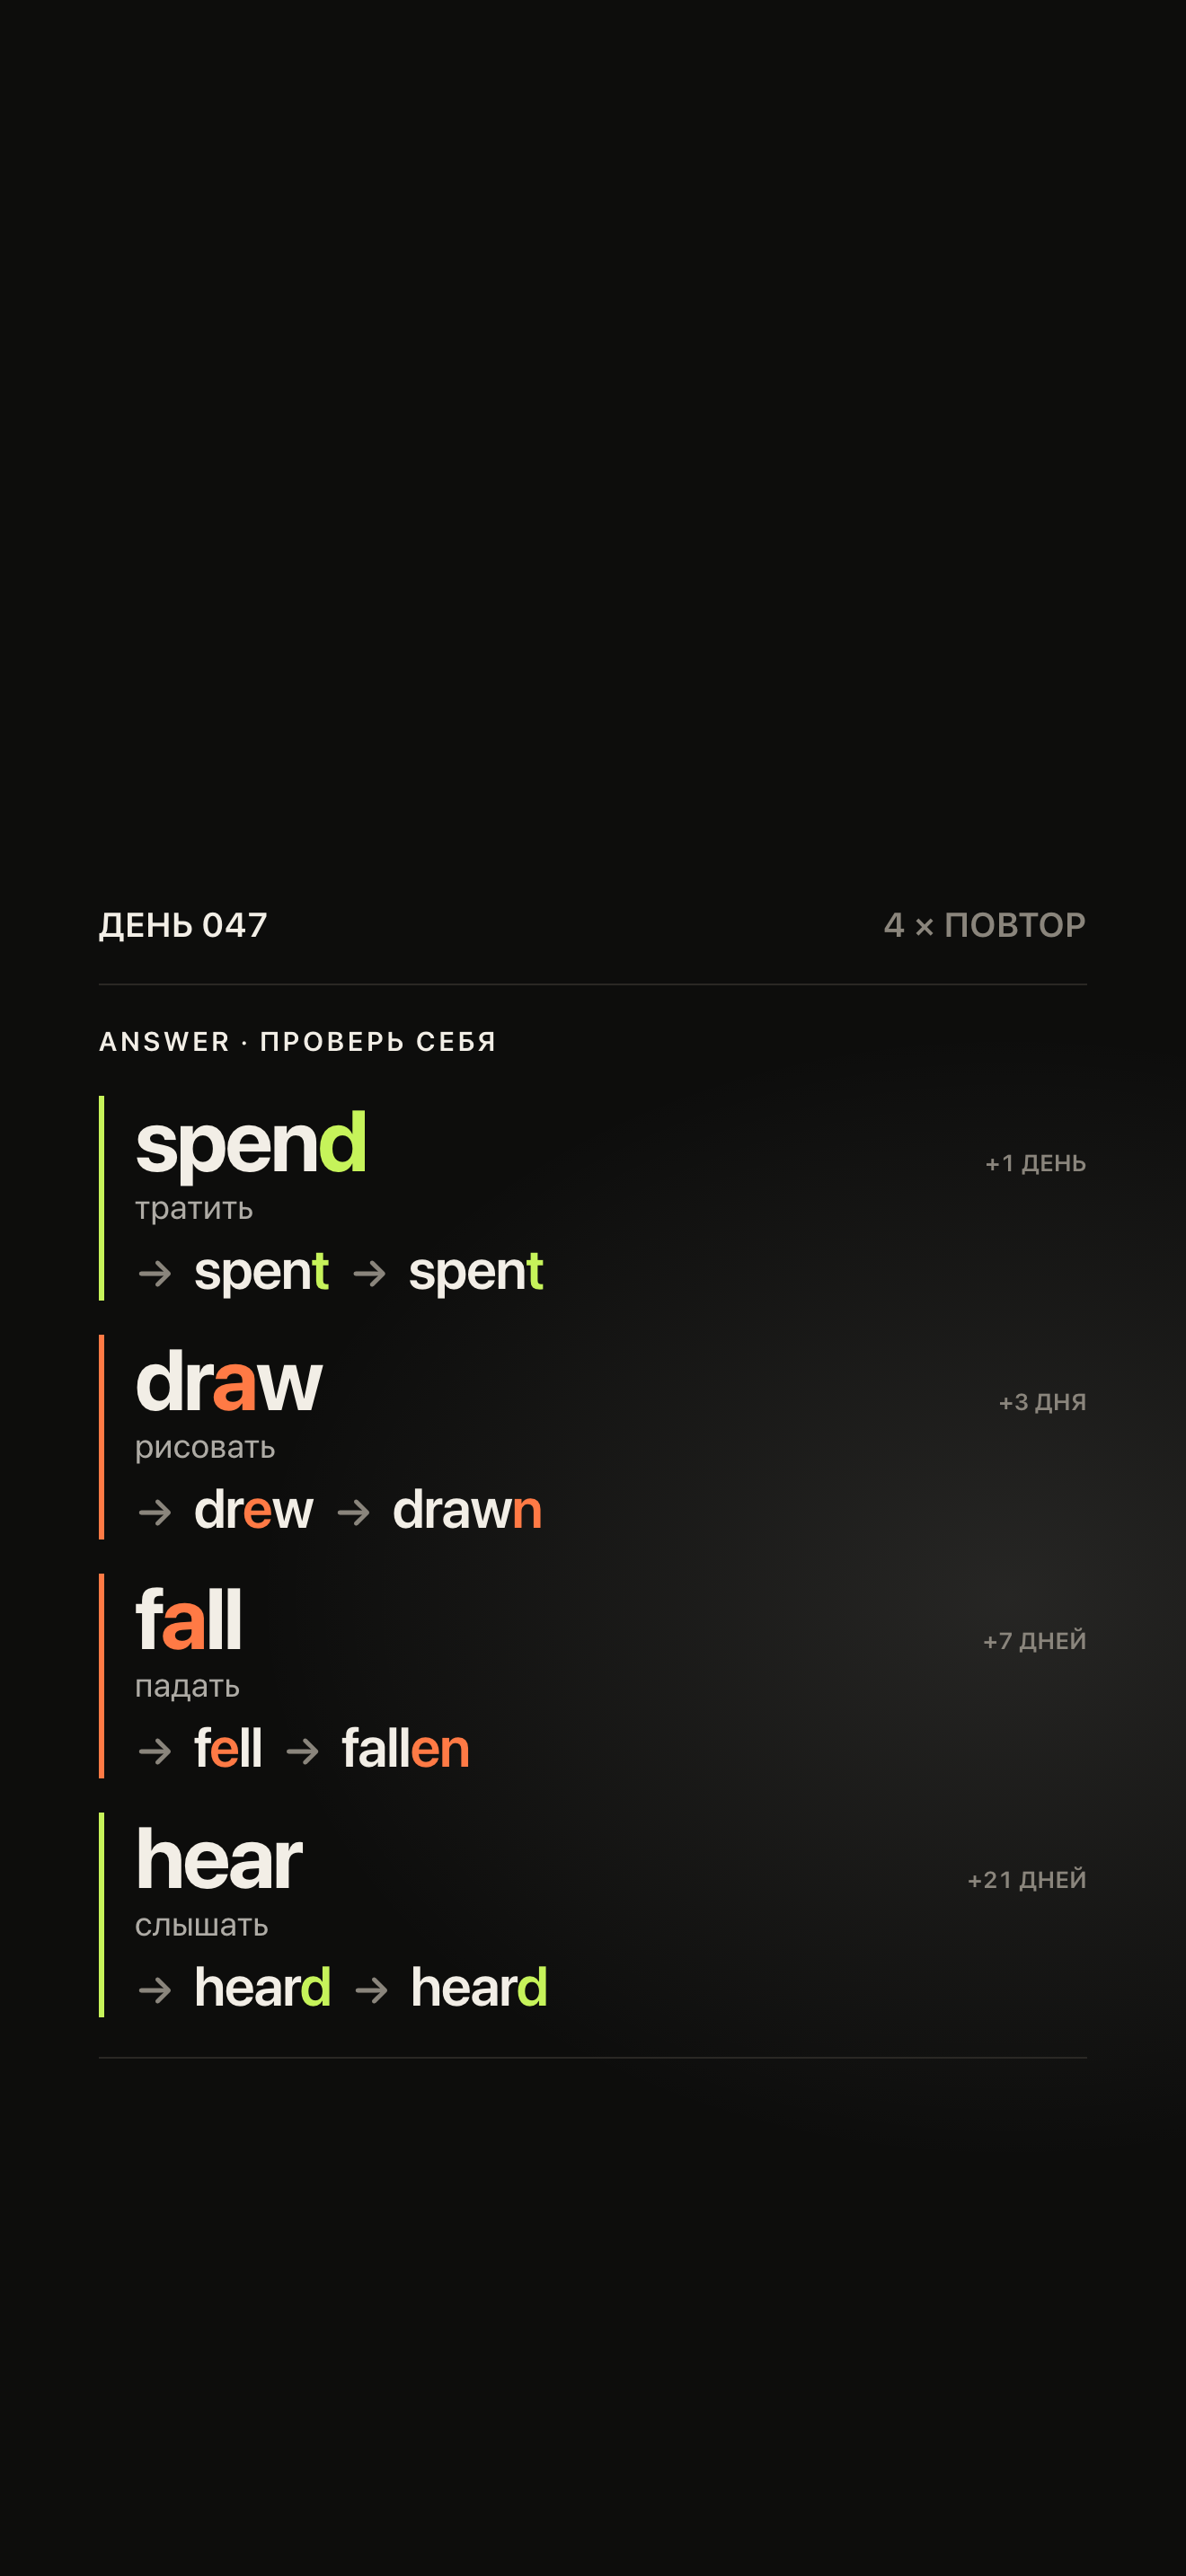 ДЕНЬ 047
4 × ПОВТОР
ANSWER · ПРОВЕРЬ СЕБЯ
spend
+1 ДЕНЬ
тратить
→ spent → spent
draw
+3 ДНЯ
рисовать
→ drew → drawn
fall
+7 ДНЕЙ
падать
→ fell → fallen
hear
+21 ДНЕЙ
слышать
→ heard → heard